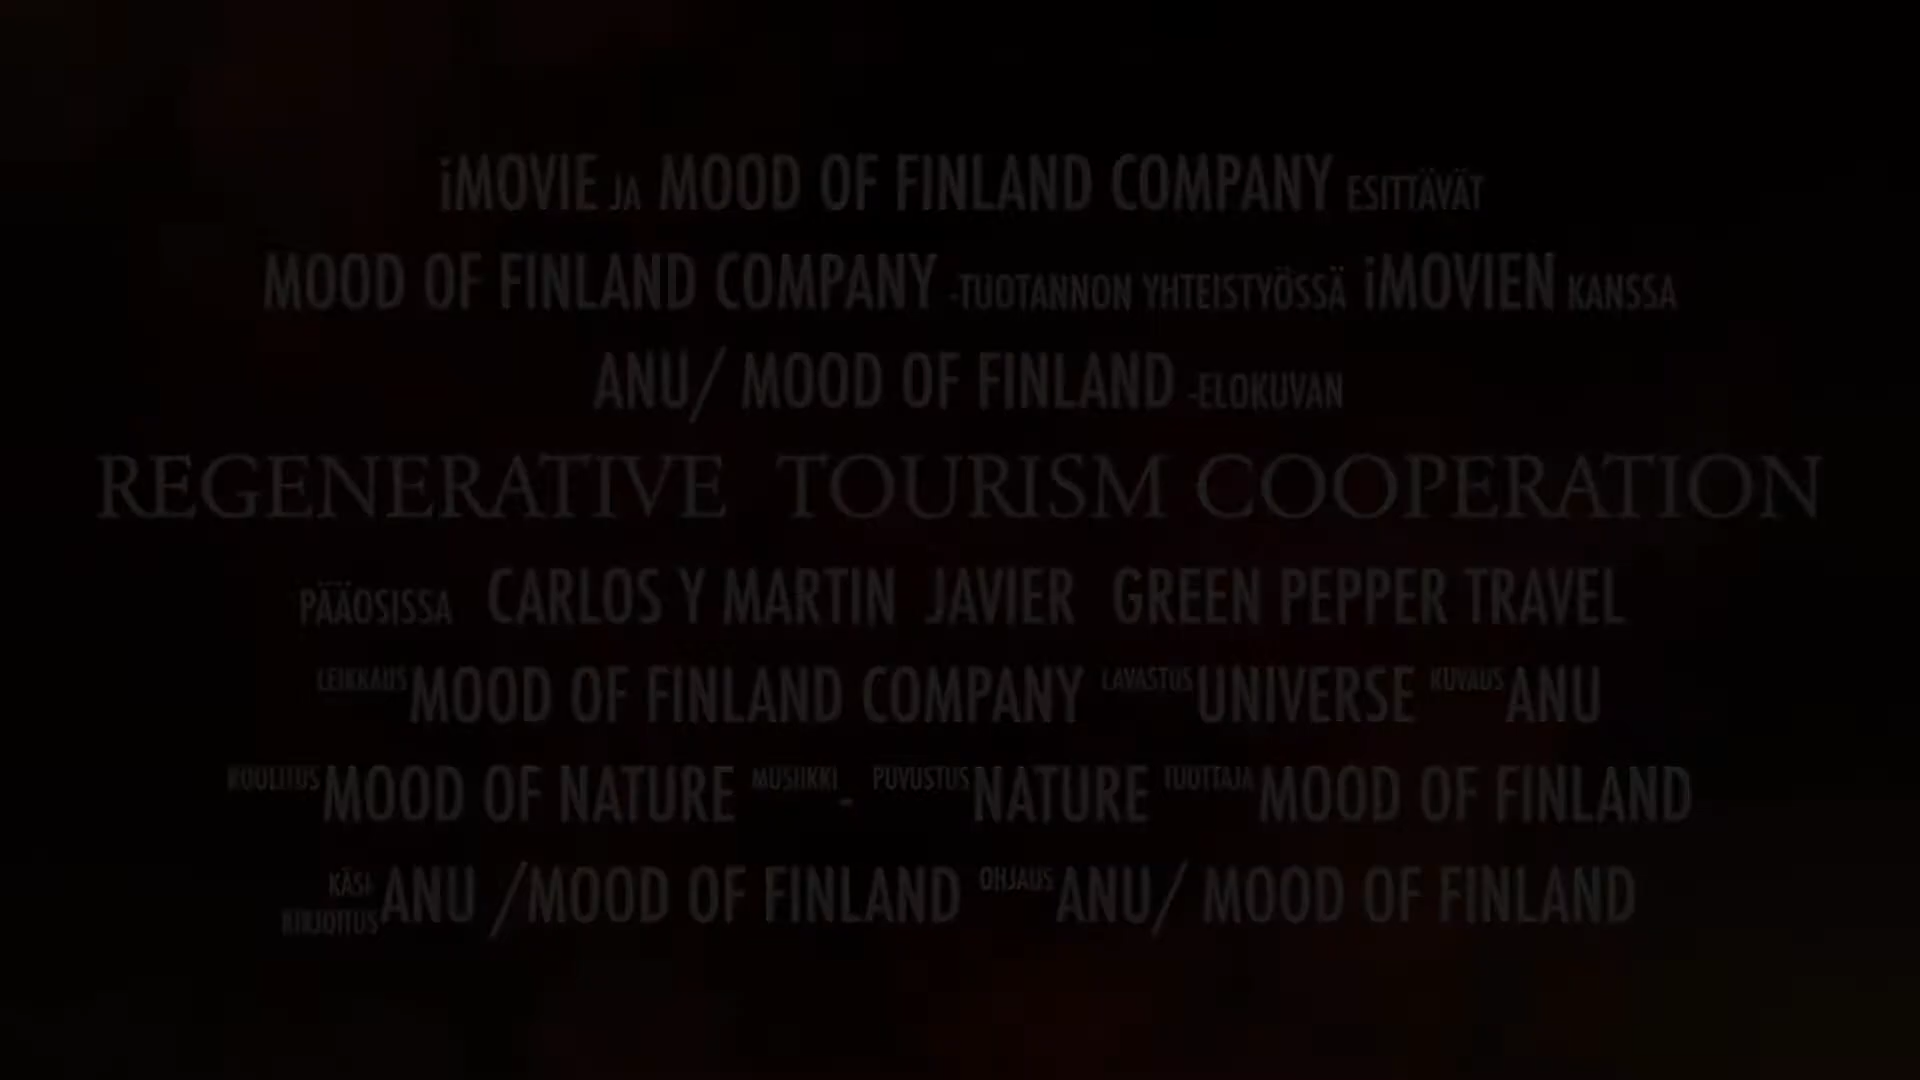 iMOVIE JA MOOD OF FINLAND COMPANY ESITTÄVÄT
MOOD OF FINLAND COMPANY -TUOTANNON YHTEISTYÖSSÄ iMOVIEN KANSSA
ANU/ MOOD OF FINLAND -ELOKUVAN
REGENERATIVE TOURISM COOPERATION
PÄÄOSISSA CARLOS Y MARTIN JAVIER GREEN PEPPER TRAVEL
LEIKKAUS MOOD OF FINLAND COMPANY LAVASTUS UNIVERSE KUVAUS ANU
ROOLITUS MOOD OF NATURE MUSIIKKI - PUVUSTUS NATURE TUOTTAJA MOOD OF FINLAND
KÄSI-KIRJOITUS ANU /MOOD OF FINLAND OHJAUS ANU/ MOOD OF FINLAND